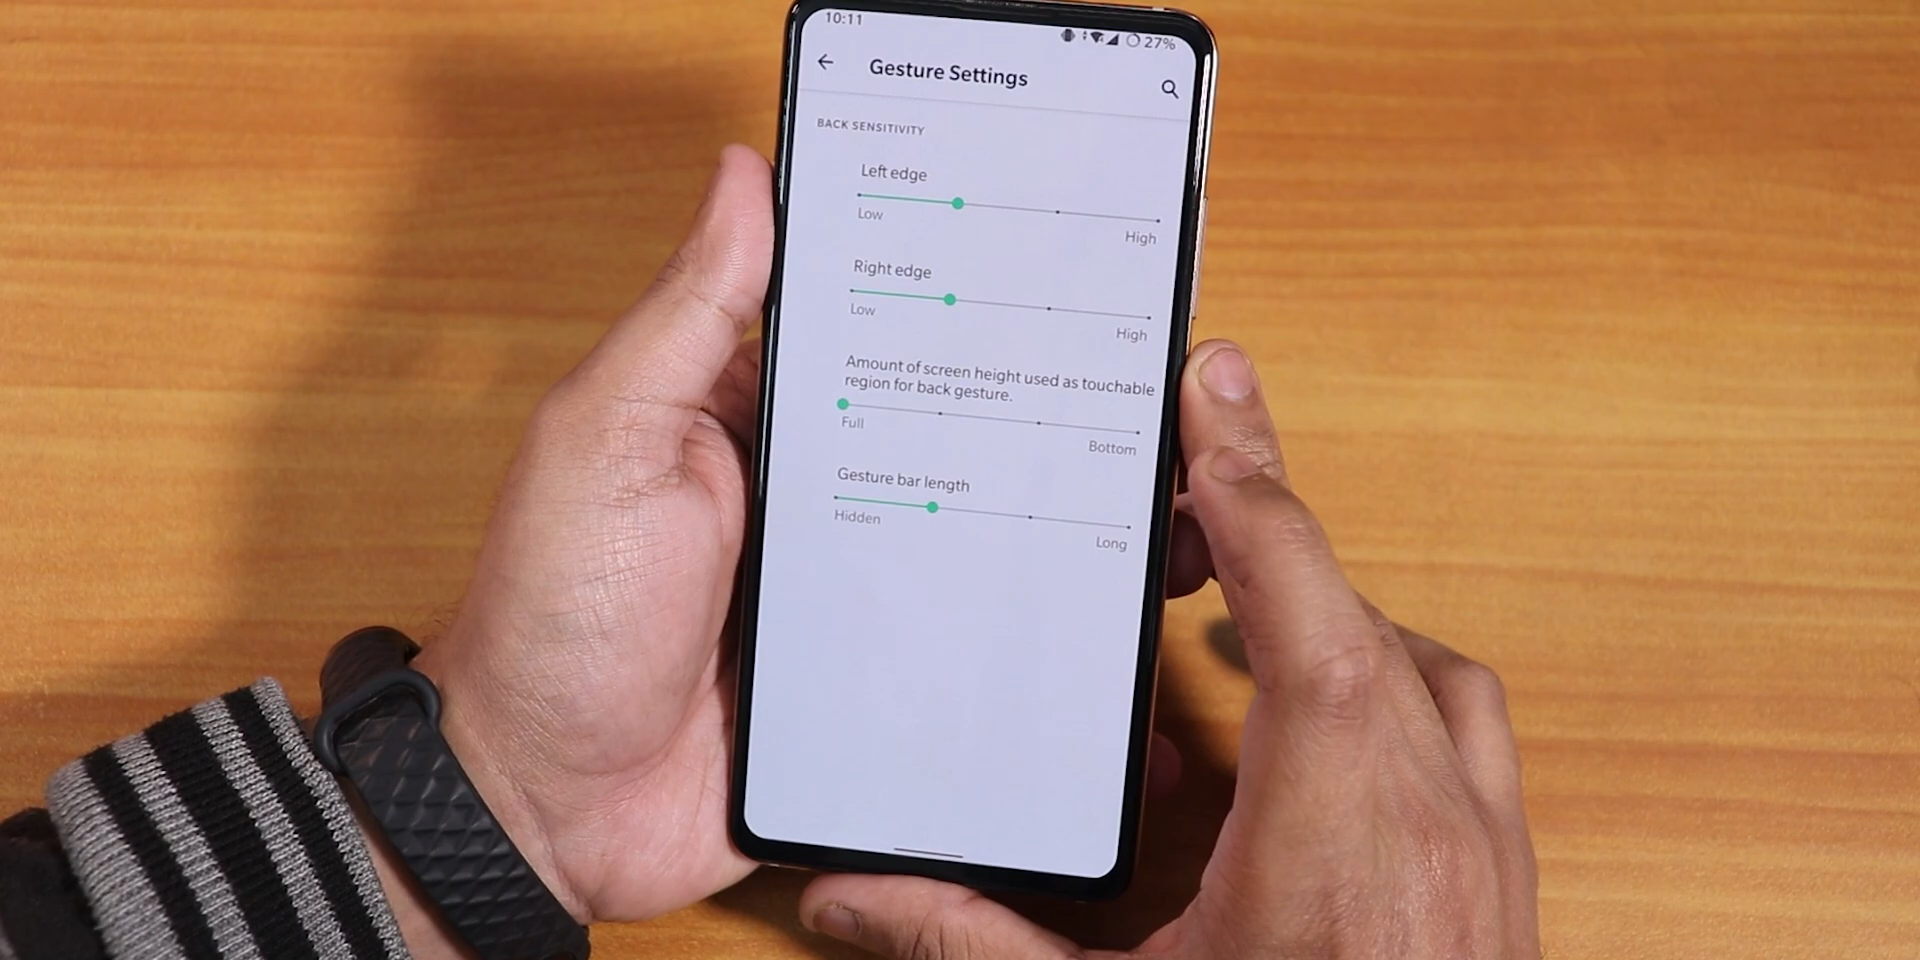 10:11
27%
Gesture Settings
BACK SENSITIVITY
Left edge
Low
High
Right edge
Low
High
Amount of screen height used as touchable
region for back gesture.
Full
Bottom
Gesture bar length
Hidden
Long